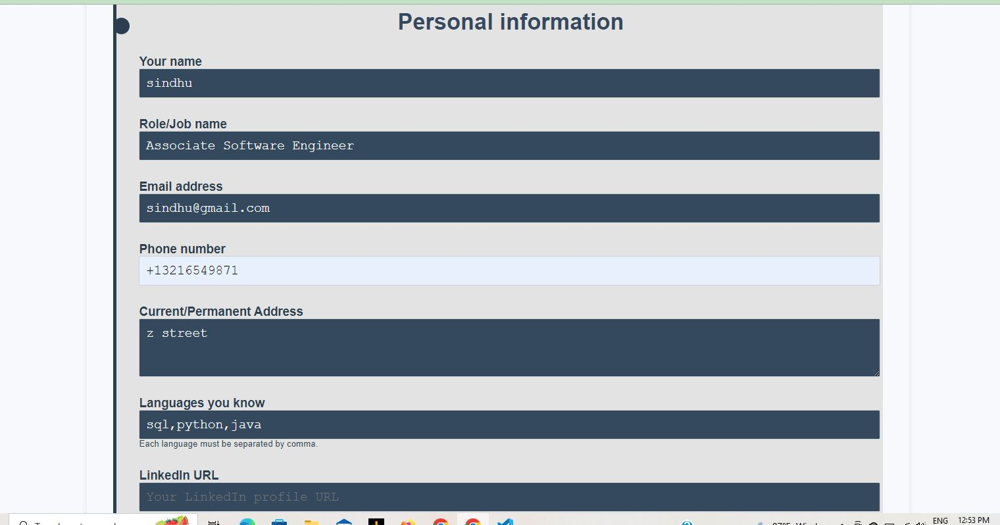 Personal information
Your name
sindhu
Role/Job name
Associate Software Engineer
Email address
sindhu@gmail.com
Phone number
+13216549871
Current/Permanent Address
z street
Languages you know
sql,python,java
Each language must be separated by comma.
LinkedIn URL
Your LinkedIn profile URL
ENG
12:53 PM